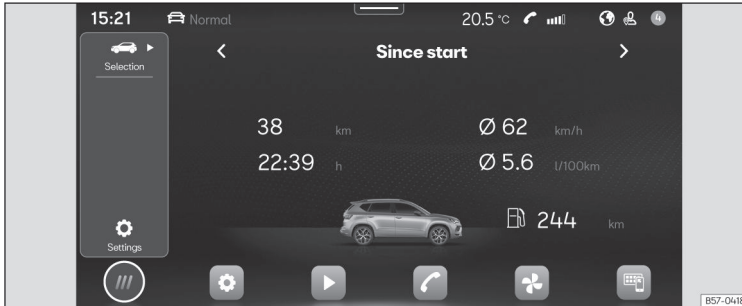 15:21 Normal 20.5 °C 4
Selection
Since start
38 km Ø 62 km/h
22:39 h Ø 5.6 l/100km
244 km
Settings
B57-0418